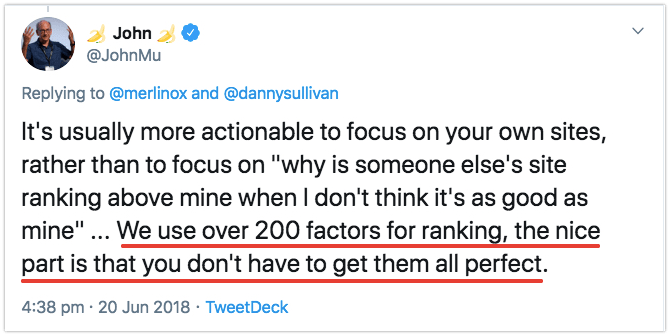 🍌 John 🍌
@JohnMu
Replying to @merlinox and @dannysullivan
It's usually more actionable to focus on your own sites,
rather than to focus on "why is someone else's site
ranking above mine when I don't think it's as good as
mine" ... We use over 200 factors for ranking, the nice
part is that you don't have to get them all perfect.
4:38 pm · 20 Jun 2018 · TweetDeck